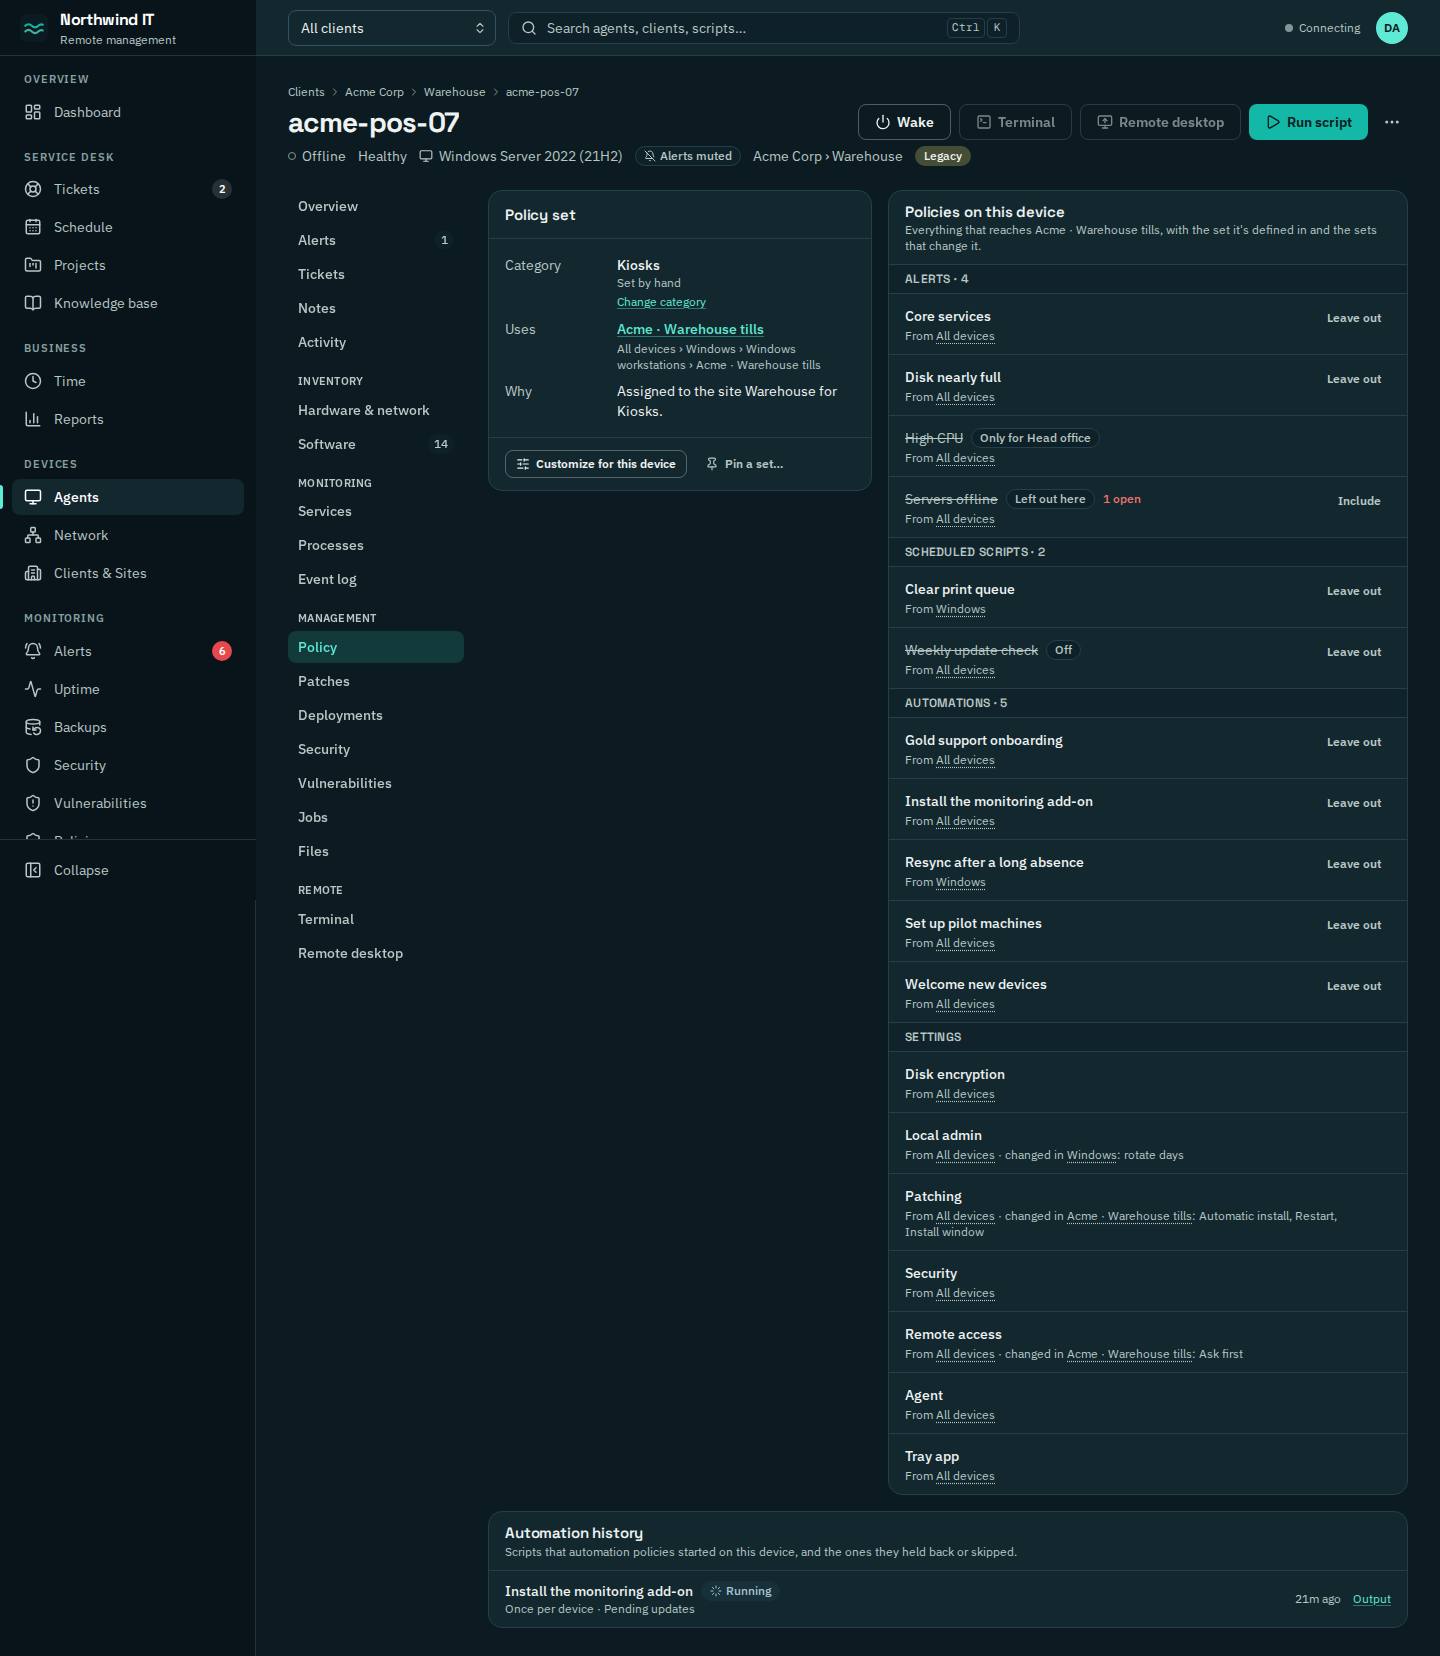 Northwind IT
Remote management
All clients
Search agents, clients, scripts...
Ctrl K
Connecting
DA
OVERVIEW
Dashboard
SERVICE DESK
Tickets 2
Schedule
Projects
Knowledge base
BUSINESS
Time
Reports
DEVICES
Agents
Network
Clients & Sites
MONITORING
Alerts 6
Uptime
Backups
Security
Vulnerabilities
Collapse
Clients > Acme Corp > Warehouse > acme-pos-07
acme-pos-07
Wake
Terminal
Remote desktop
Run script
Offline Healthy Windows Server 2022 (21H2) Alerts muted Acme Corp › Warehouse Legacy
Overview
Alerts 1
Tickets
Notes
Activity
INVENTORY
Hardware & network
Software 14
MONITORING
Services
Processes
Event log
MANAGEMENT
Policy
Patches
Deployments
Security
Vulnerabilities
Jobs
Files
REMOTE
Terminal
Remote desktop
Policy set
Category Kiosks
Set by hand
Change category
Uses Acme · Warehouse tills
All devices › Windows › Windows
workstations › Acme · Warehouse tills
Why Assigned to the site Warehouse for
Kiosks.
Customize for this device
Pin a set...
Policies on this device
Everything that reaches Acme · Warehouse tills, with the set it's defined in and the sets
that change it.
ALERTS · 4
Core services Leave out
From All devices
Disk nearly full Leave out
From All devices
High CPU Only for Head office
From All devices
Servers offline Left out here 1 open Include
From All devices
SCHEDULED SCRIPTS · 2
Clear print queue Leave out
From Windows
Weekly update check Off Leave out
From All devices
AUTOMATIONS · 5
Gold support onboarding Leave out
From All devices
Install the monitoring add-on Leave out
From All devices
Resync after a long absence Leave out
From Windows
Set up pilot machines Leave out
From All devices
Welcome new devices Leave out
From All devices
SETTINGS
Disk encryption
From All devices
Local admin
From All devices · changed in Windows: rotate days
Patching
From All devices · changed in Acme · Warehouse tills: Automatic install, Restart,
Install window
Security
From All devices
Remote access
From All devices · changed in Acme · Warehouse tills: Ask first
Agent
From All devices
Tray app
From All devices
Automation history
Scripts that automation policies started on this device, and the ones they held back or skipped.
Install the monitoring add-on Running
Once per device · Pending updates
21m ago Output